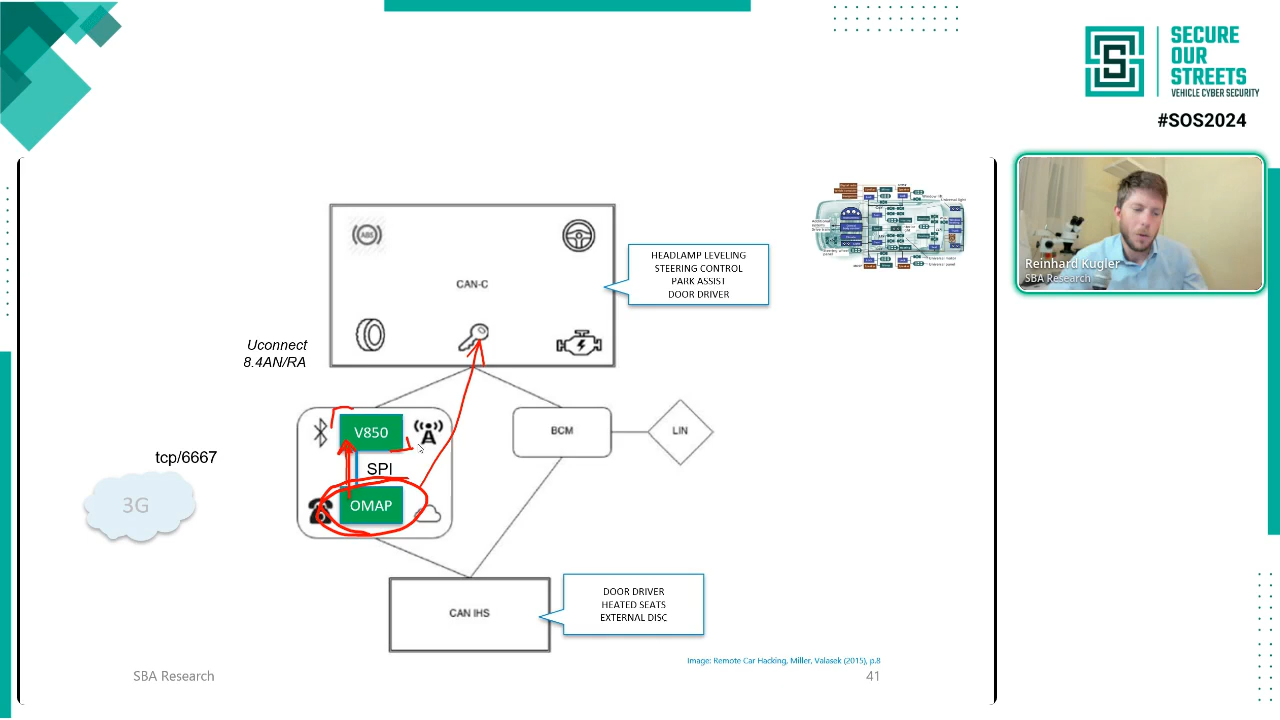 SECURE
OUR
STREETS
VEHICLE CYBER SECURITY
#SOS2024
ABS
CAN-C
HEADLAMP LEVELING
STEERING CONTROL
PARK ASSIST
DOOR DRIVER
Reinhard Kugler
SBA Research
Uconnect
8.4AN/RA
V850
SPI
OMAP
BCM
LIN
tcp/6667
3G
CAN IHS
DOOR DRIVER
HEATED SEATS
EXTERNAL DISC
Image: Remote Car Hacking, Miller, Valasek (2015), p.8
SBA Research
41